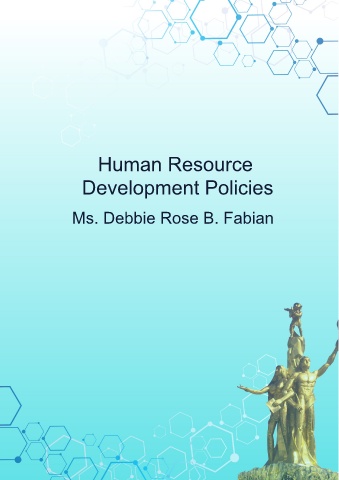 Human Resource
Development Policies
Ms. Debbie Rose B. Fabian